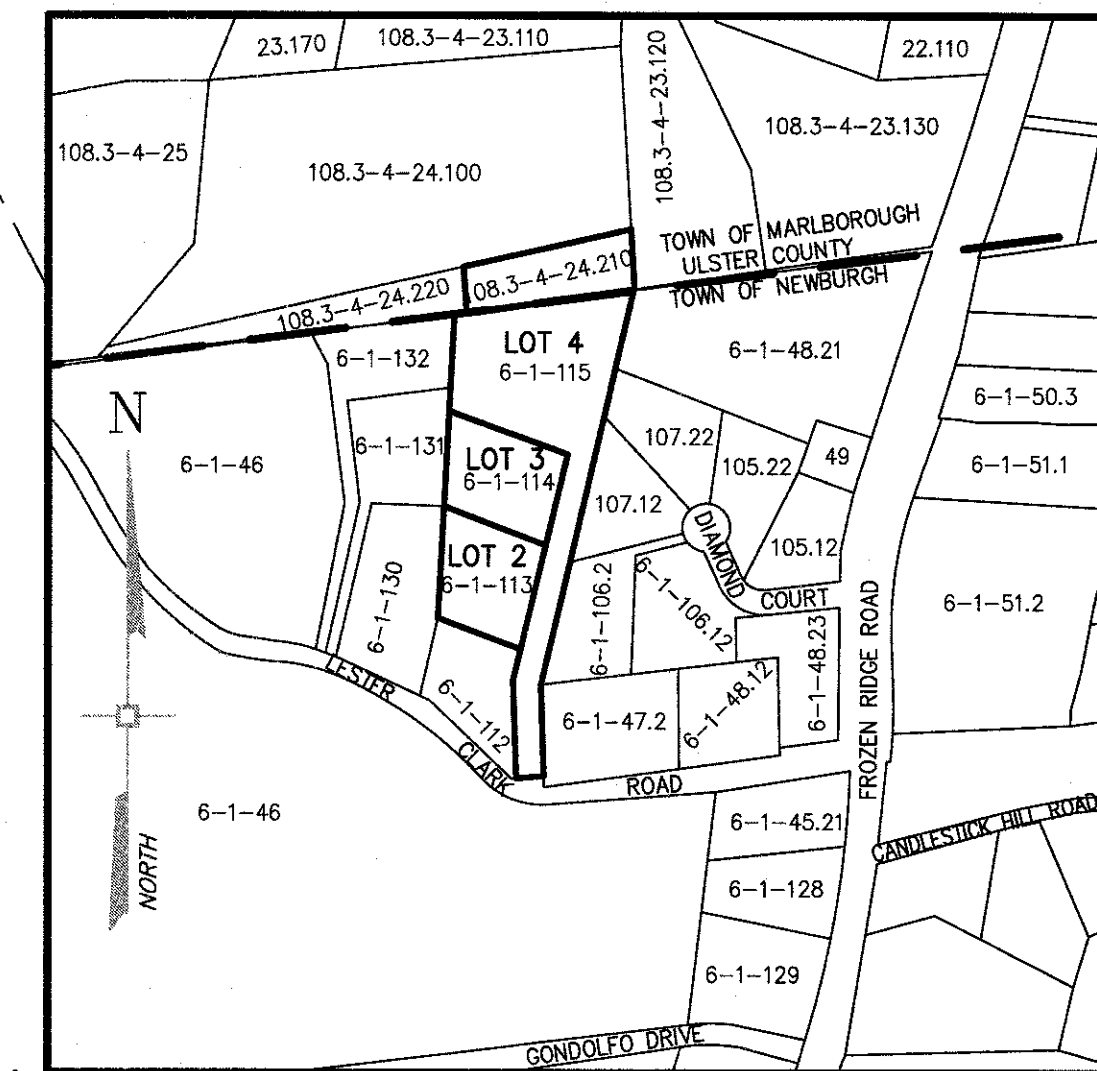 23.170
108.3-4-23.110
108.3-4-23.120
22.110
108.3-4-25
108.3-4-24.100
108.3-4-23.130
TOWN OF MARLBOROUGH
ULSTER COUNTY
TOWN OF NEWBURGH
108.3-4-24.220
08.3-4-24.210
LOT 4
6-1-115
6-1-132
6-1-48.21
6-1-50.3
N
6-1-46
6-1-131
LOT 3
6-1-114
107.22
105.22
49
6-1-51.1
107.12
DIAMOND
COURT
105.12
LOT 2
6-1-113
6-1-130
6-1-106.2
6-1-106.12
6-1-48.23
6-1-51.2
LESTER
CLARK
ROAD
6-1-112
6-1-47.2
6-1-48.12
FROZEN RIDGE ROAD
6-1-46
NORTH
6-1-45.21
CANDLESTICK HILL ROAD
6-1-128
6-1-129
GONDOLFO DRIVE